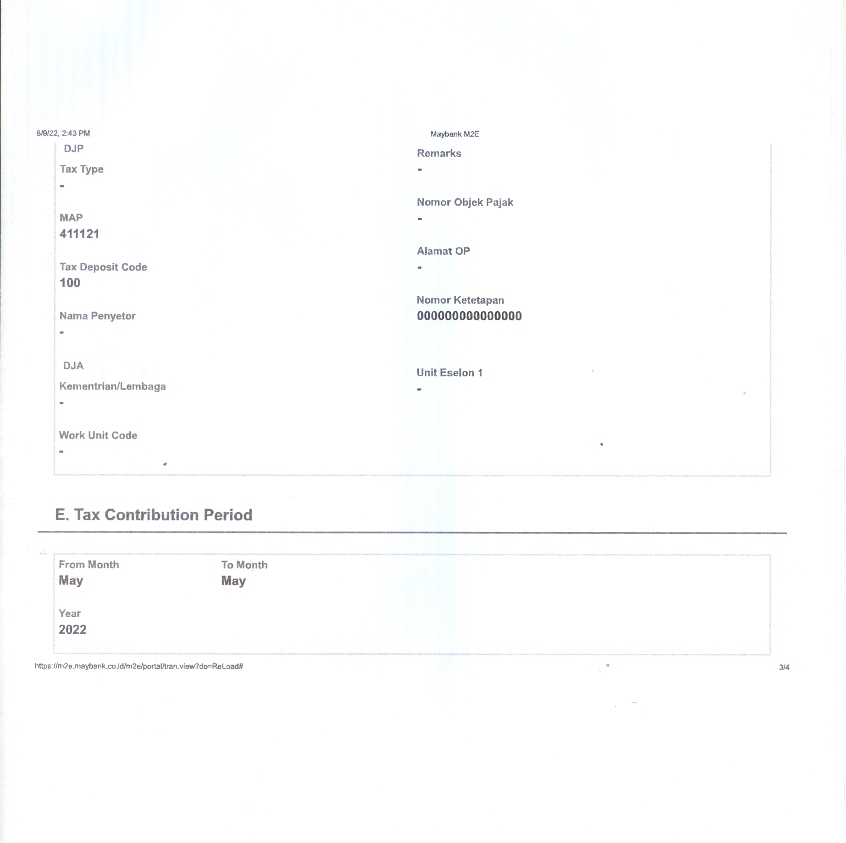 6/9/22, 2:43 PM
Maybank M2E
DJP
Remarks
Tax Type
-
-
Nomor Objek Pajak
MAP
-
411121
Alamat OP
Tax Deposit Code
-
100
Nomor Ketetapan
Nama Penyetor
000000000000000
-
DJA
Unit Eselon 1
Kementrian/Lembaga
-
-
Work Unit Code
-
E. Tax Contribution Period
From Month
To Month
May
May
Year
2022
https://m2e.maybank.co.id/m2e/portal/tran.view?do=ReLoad#
3/4